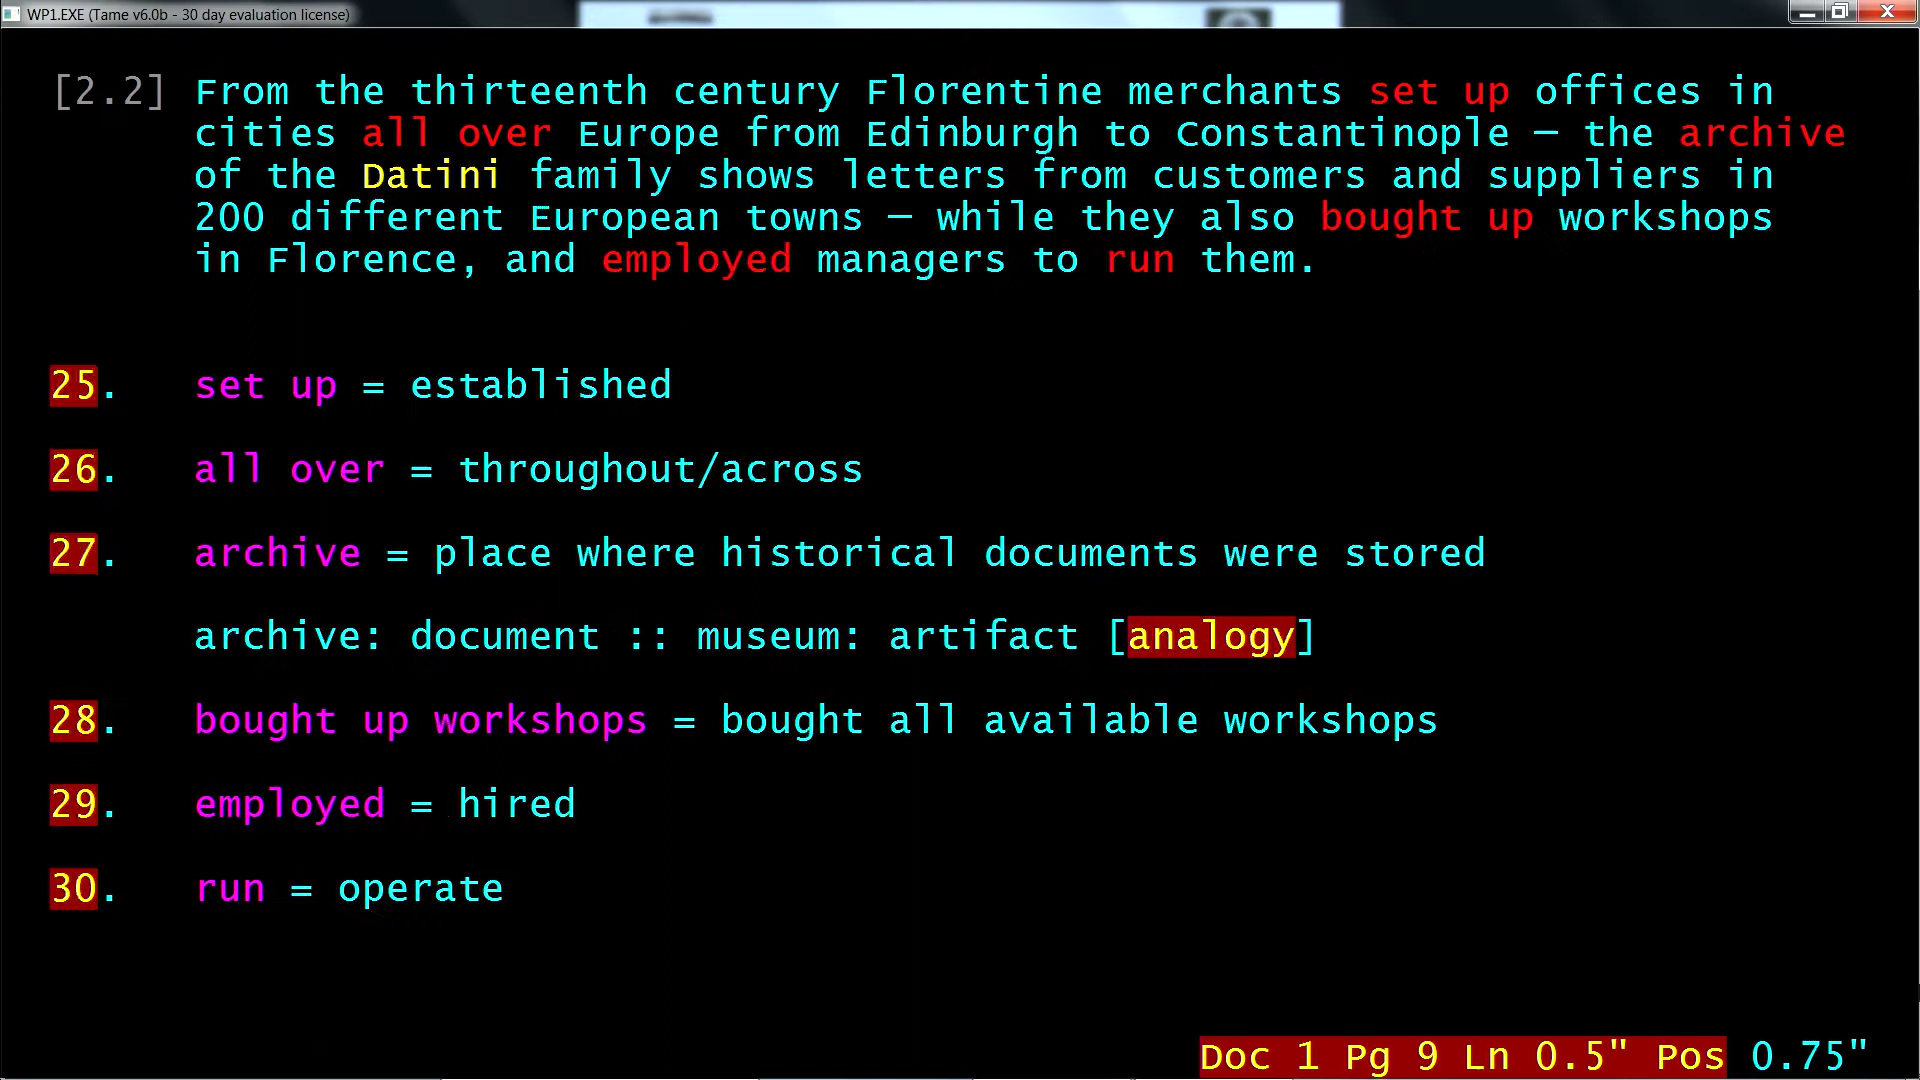 WP1.EXE (Tame v6.0b - 30 day evaluation license)
[2.2] From the thirteenth century Florentine merchants set up offices in
cities all over Europe from Edinburgh to Constantinople — the archive
of the Datini family shows letters from customers and suppliers in
200 different European towns — while they also bought up workshops
in Florence, and employed managers to run them.
25. set up = established
26. all over = throughout/across
27. archive = place where historical documents were stored
archive: document :: museum: artifact [analogy]
28. bought up workshops = bought all available workshops
29. employed = hired
30. run = operate
Doc 1 Pg 9 Ln 0.5" Pos 0.75"